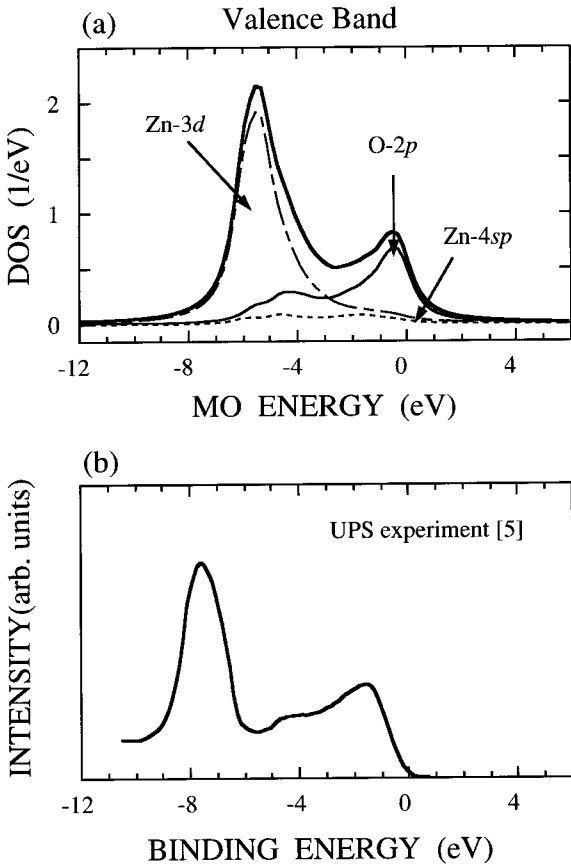 (a)
Valence Band
DOS (1/eV)
2
1
0
Zn-3d
O-2p
Zn-4sp
-12
-8
-4
0
4
MO ENERGY (eV)
(b)
INTENSITY(arb. units)
UPS experiment [5]
-12
-8
-4
0
4
BINDING ENERGY (eV)